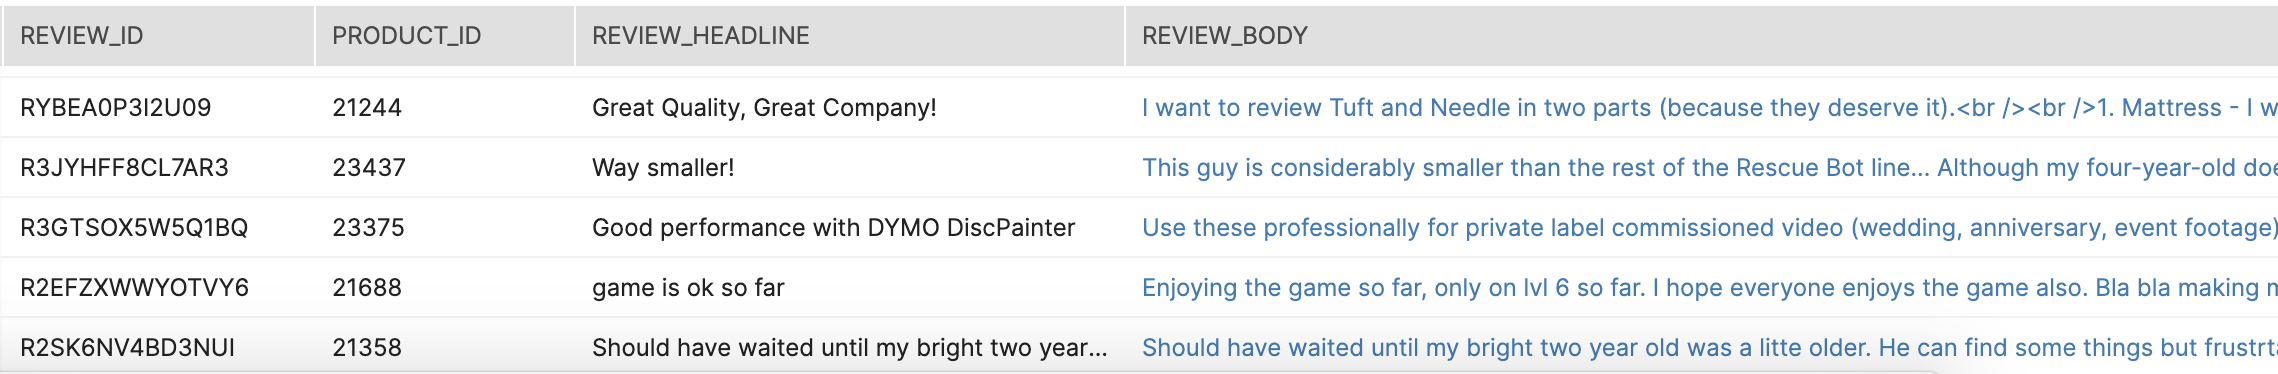 REVIEW_ID PRODUCT_ID REVIEW_HEADLINE REVIEW_BODY
RYBEA0P3I2U09 21244 Great Quality, Great Company! I want to review Tuft and Needle in two parts (because they deserve it).<br /><br />1. Mattress - I w
R3JYHFF8CL7AR3 23437 Way smaller! This guy is considerably smaller than the rest of the Rescue Bot line... Although my four-year-old doe
R3GTSOX5W5Q1BQ 23375 Good performance with DYMO DiscPainter Use these professionally for private label commissioned video (wedding, anniversary, event footage)
R2EFZXWWYOTVY6 21688 game is ok so far Enjoying the game so far, only on lvl 6 so far. I hope everyone enjoys the game also. Bla bla making m
R2SK6NV4BD3NUI 21358 Should have waited until my bright two year... Should have waited until my bright two year old was a litte older. He can find some things but frustrt